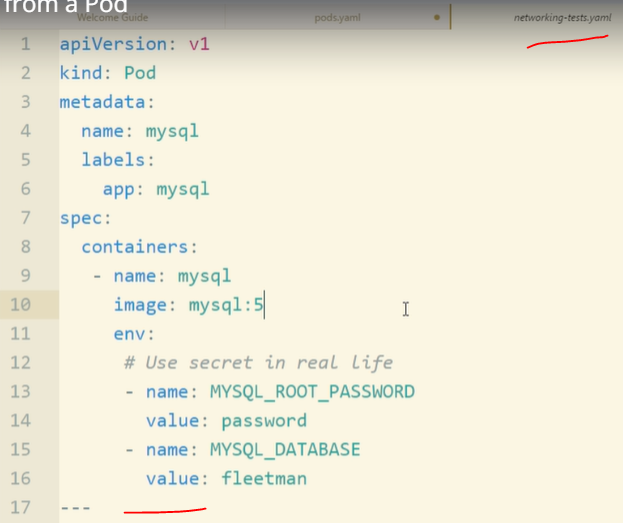 from a Pod
Welcome Guide pods.yaml networking-tests.yaml
1 apiVersion: v1
2 kind: Pod
3 metadata:
4 name: mysql
5 labels:
6 app: mysql
7 spec:
8 containers:
9 - name: mysql
10 image: mysql:5
11 env:
12 # Use secret in real life
13 - name: MYSQL_ROOT_PASSWORD
14 value: password
15 - name: MYSQL_DATABASE
16 value: fleetman
17 ---